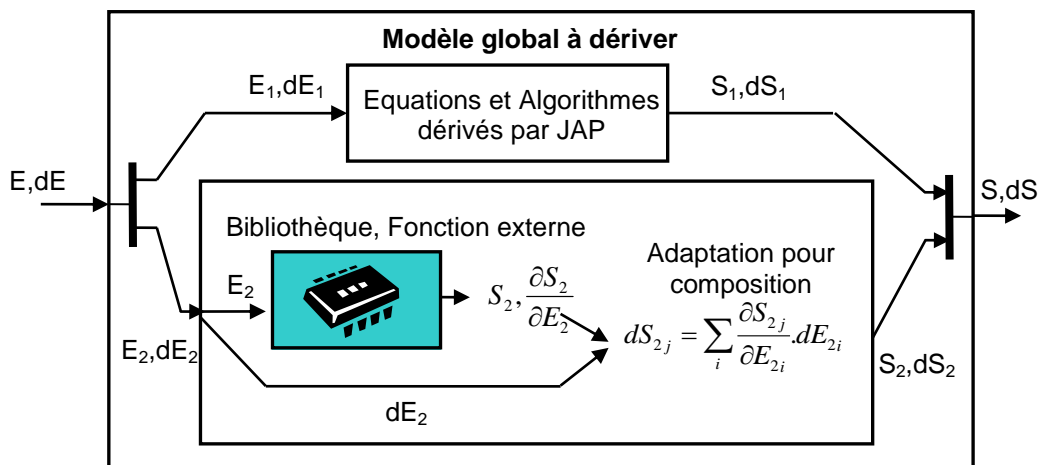 Modèle global à dériver
E₁,dE₁
Equations et Algorithmes
dérivés par JAP
S₁,dS₁
E,dE
S,dS
Bibliothèque, Fonction externe
Adaptation pour
composition
E₂
S₂, ∂S₂/∂E₂
dS₂ⱼ = ∑ᵢ ∂S₂ⱼ/∂E₂ᵢ .dE₂ᵢ
E₂,dE₂
S₂,dS₂
dE₂